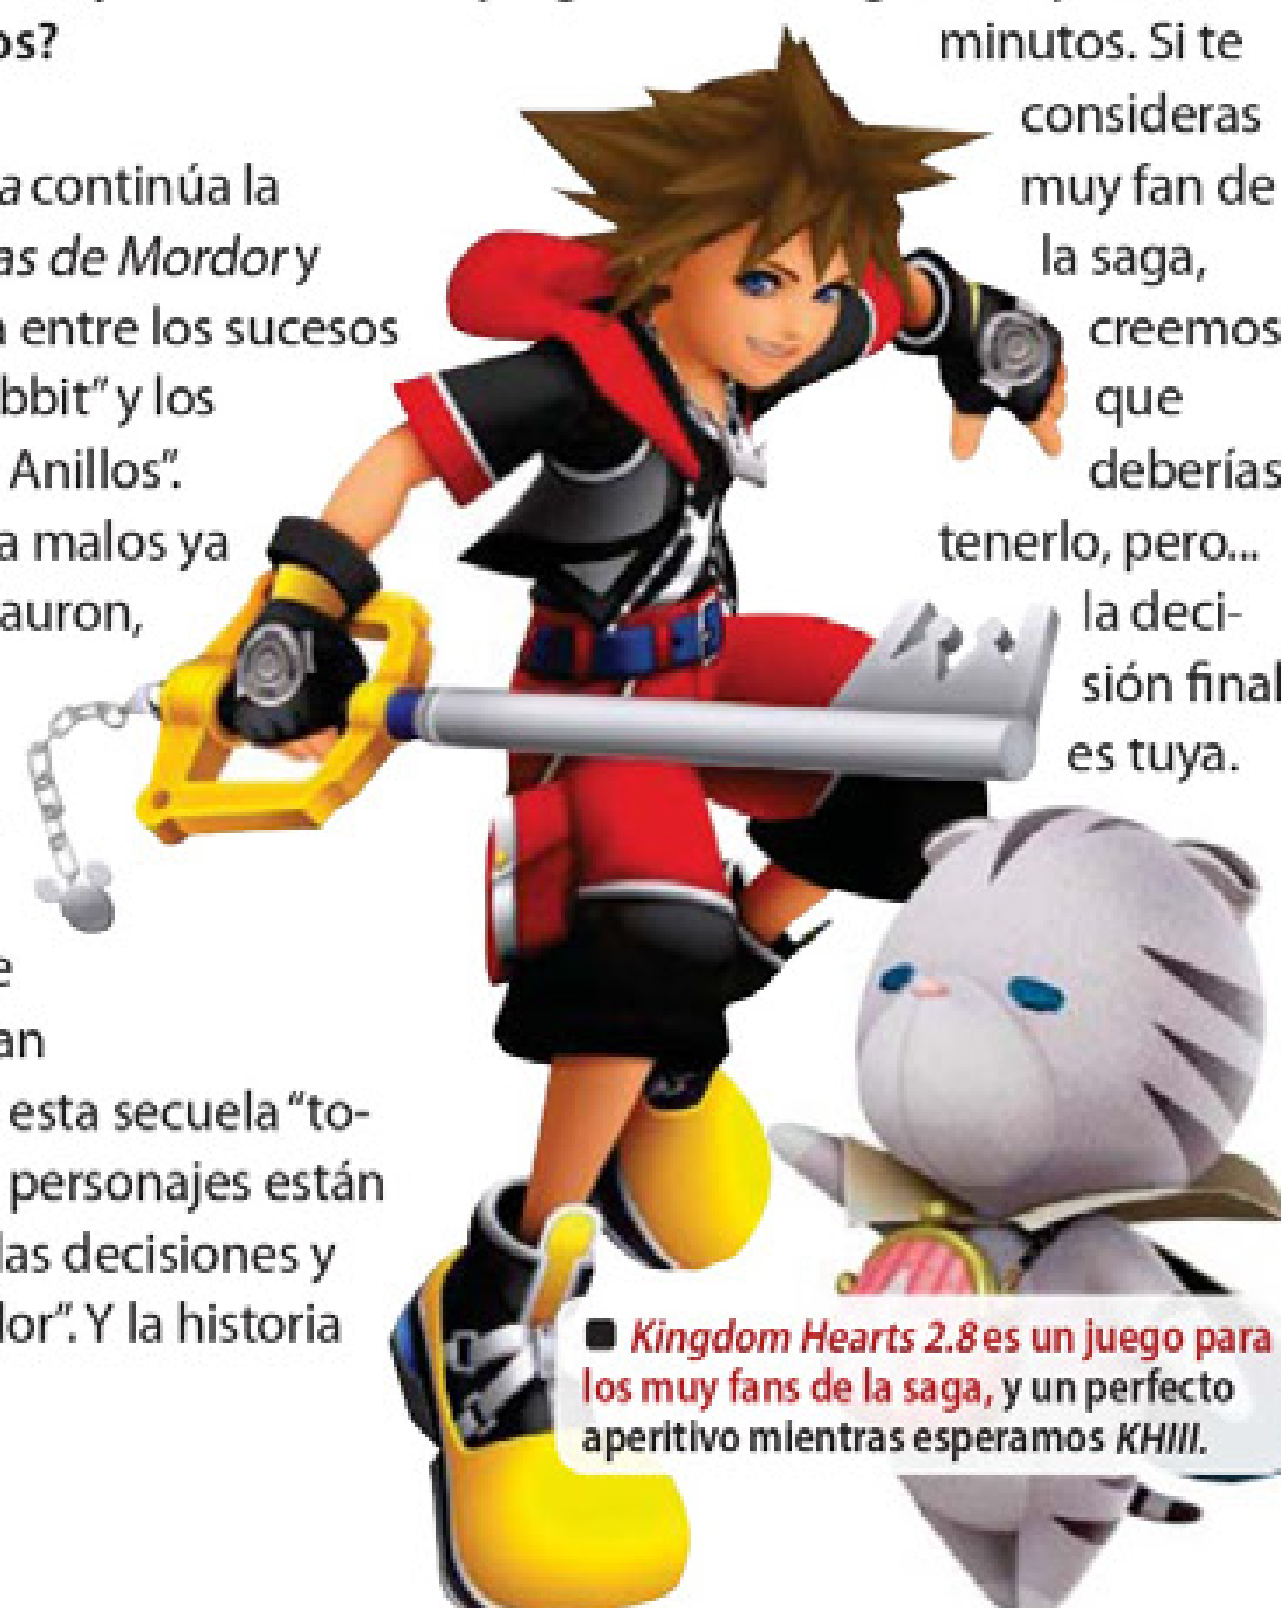 os?
a continúa la
as de Mordor y
a entre los sucesos
bbit” y los
Anillos”.
a malos ya
auron,
e
an
esta secuela “to-
personajes están
las decisiones y
dor”. Y la historia
minutos. Si te
consideras
muy fan de
la saga,
creemos
que
deberías
tenerlo, pero...
la deci-
sión final
es tuya.
■ Kingdom Hearts 2.8 es un juego para
los muy fans de la saga, y un perfecto
aperitivo mientras esperamos KHIII.